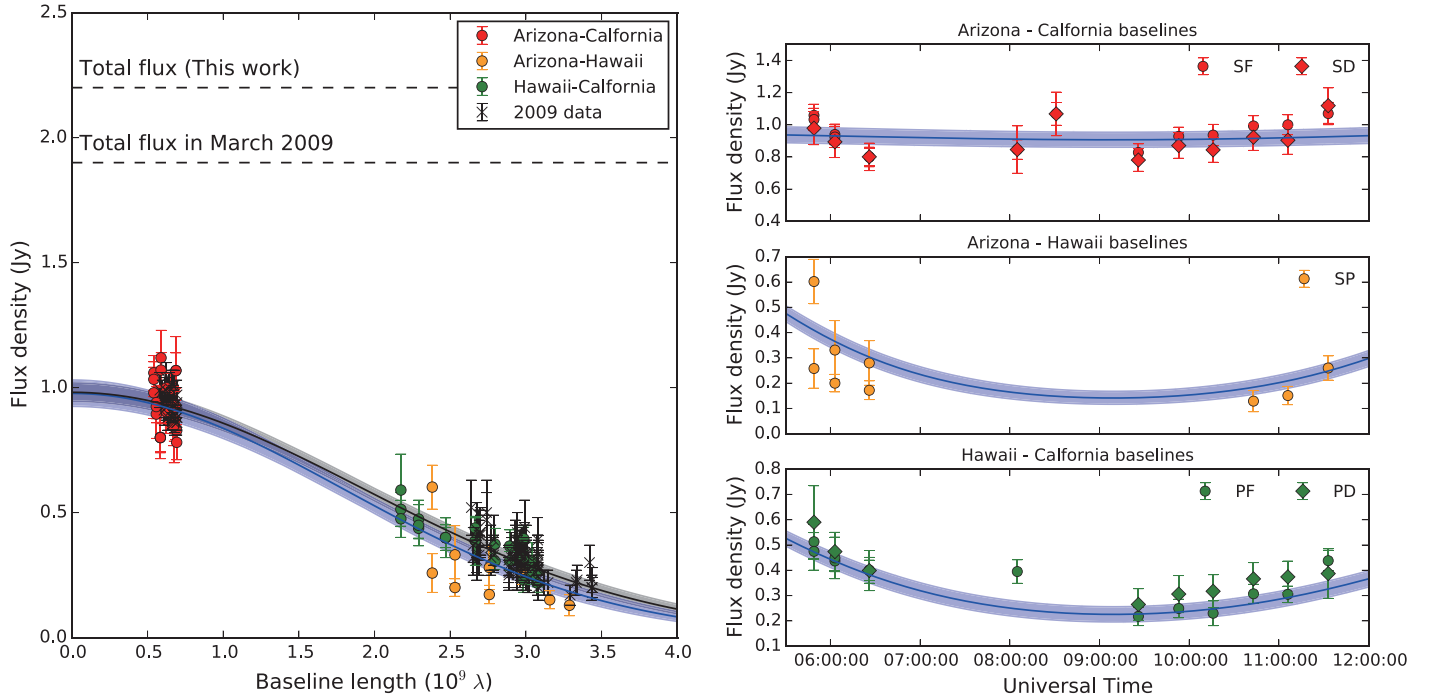 2.5
2.0
1.5
1.0
0.5
0.0
Flux density (Jy)
Total flux (This work)
Total flux in March 2009
Arizona-Calfornia
Arizona-Hawaii
Hawaii-Calfornia
2009 data
0.0 0.5 1.0 1.5 2.0 2.5 3.0 3.5 4.0
Baseline length (10⁹ λ)
Arizona - Calfornia baselines
SF SD
1.4
1.2
1.0
0.8
0.6
0.4
Flux density (Jy)
Arizona - Hawaii baselines
SP
0.7
0.6
0.5
0.4
0.3
0.2
0.1
0.0
Flux density (Jy)
Hawaii - Calfornia baselines
PF PD
0.8
0.7
0.6
0.5
0.4
0.3
0.2
0.1
Flux density (Jy)
06:00:00 07:00:00 08:00:00 09:00:00 10:00:00 11:00:00 12:00:00
Universal Time